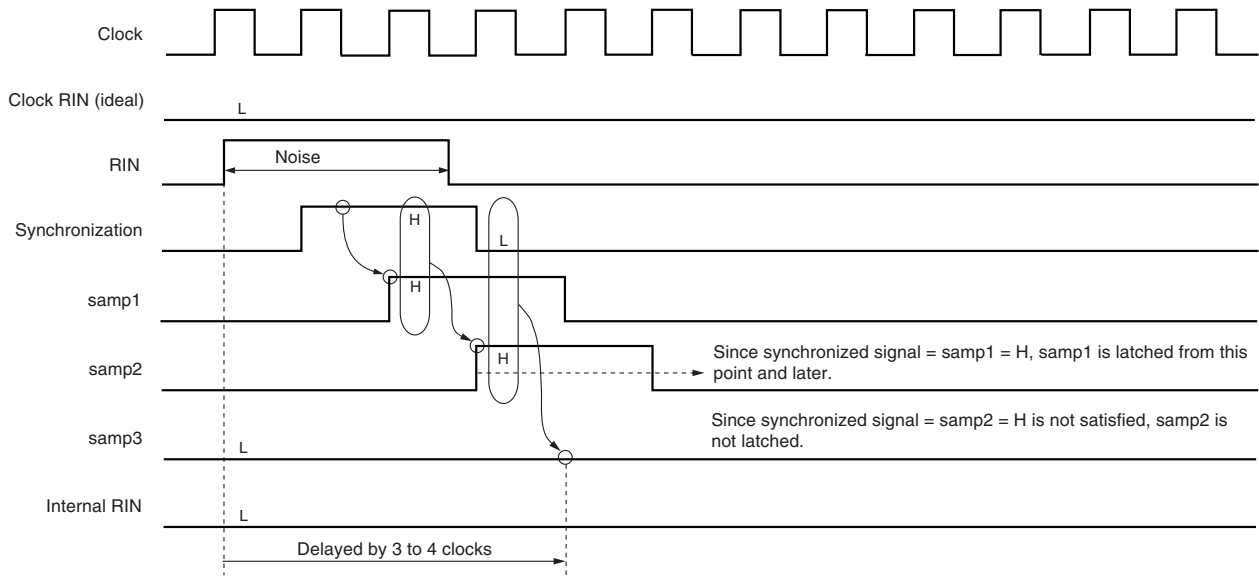 Clock
Clock RIN (ideal)
L
RIN
Noise
Synchronization
H
L
samp1
H
samp2
H
Since synchronized signal = samp1 = H, samp1 is latched from this
point and later.
Since synchronized signal = samp2 = H is not satisfied, samp2 is
not latched.
samp3
L
Internal RIN
L
Delayed by 3 to 4 clocks